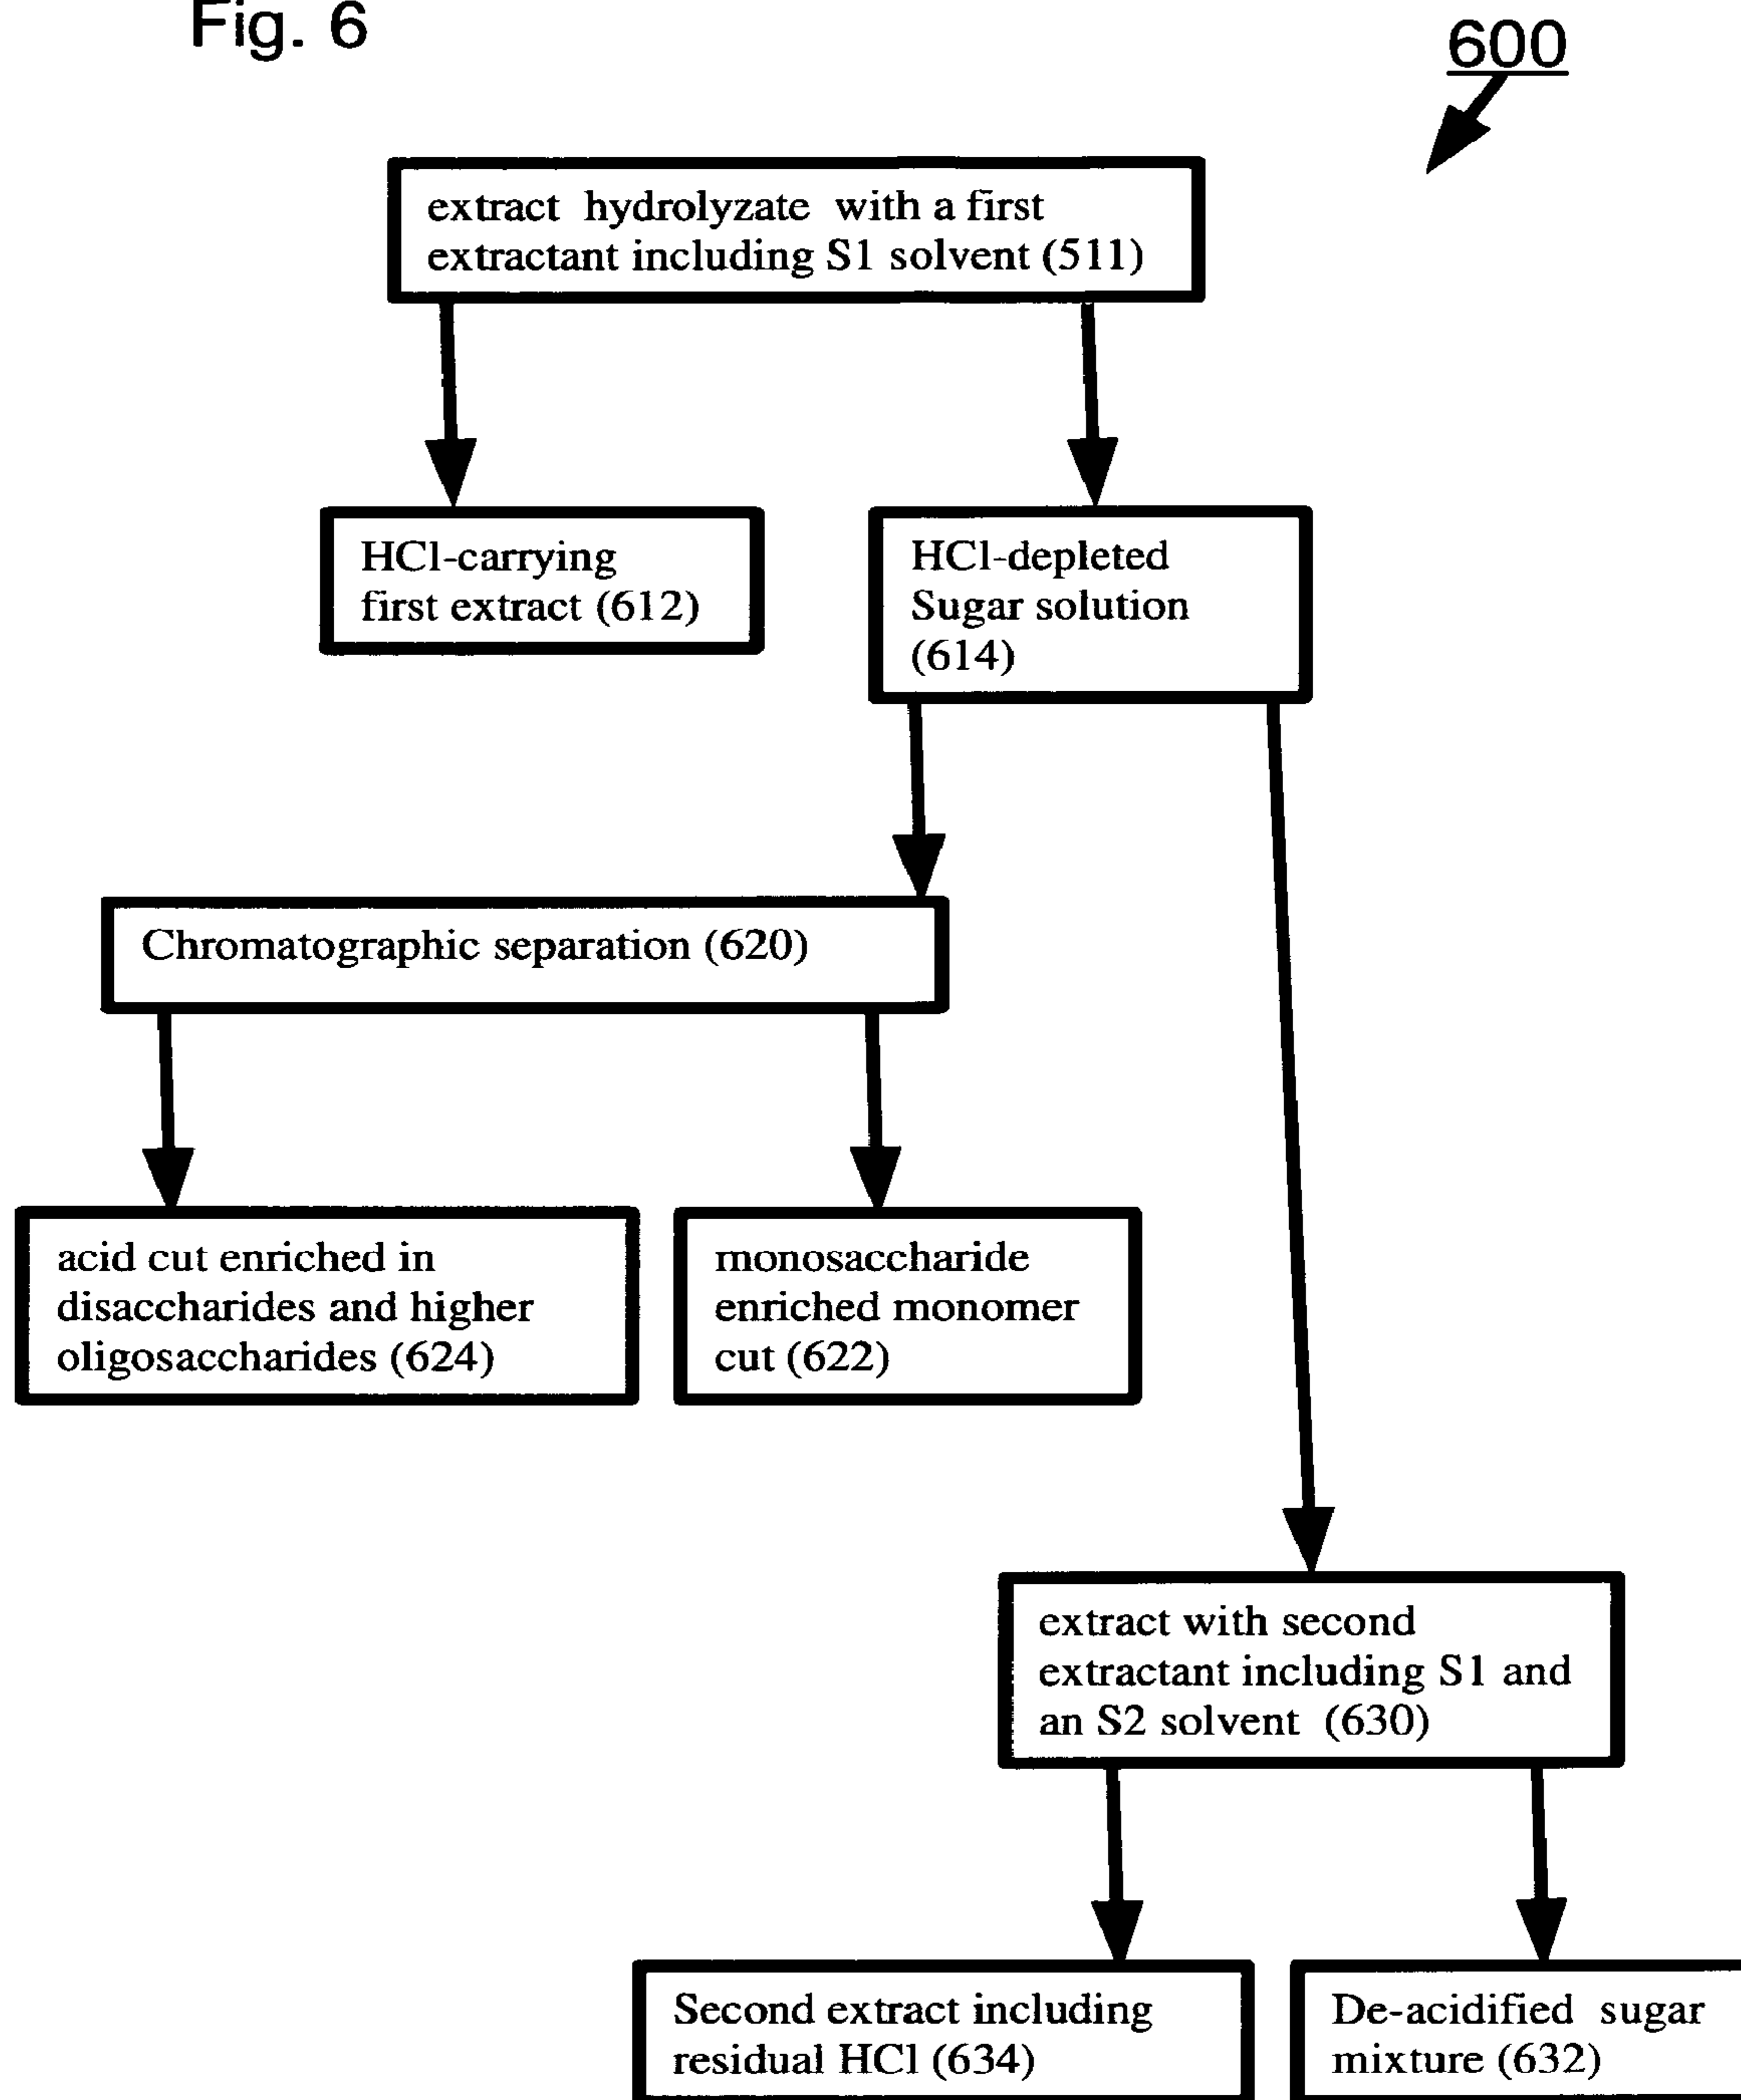 Fig. 6
600
extract hydrolyzate with a first
extractant including S1 solvent (511)
HCl-carrying
first extract (612)
HCl-depleted
Sugar solution
(614)
Chromatographic separation (620)
acid cut enriched in
disaccharides and higher
oligosaccharides (624)
monosaccharide
enriched monomer
cut (622)
extract with second
extractant including S1 and
an S2 solvent (630)
Second extract including
residual HCl (634)
De-acidified sugar
mixture (632)